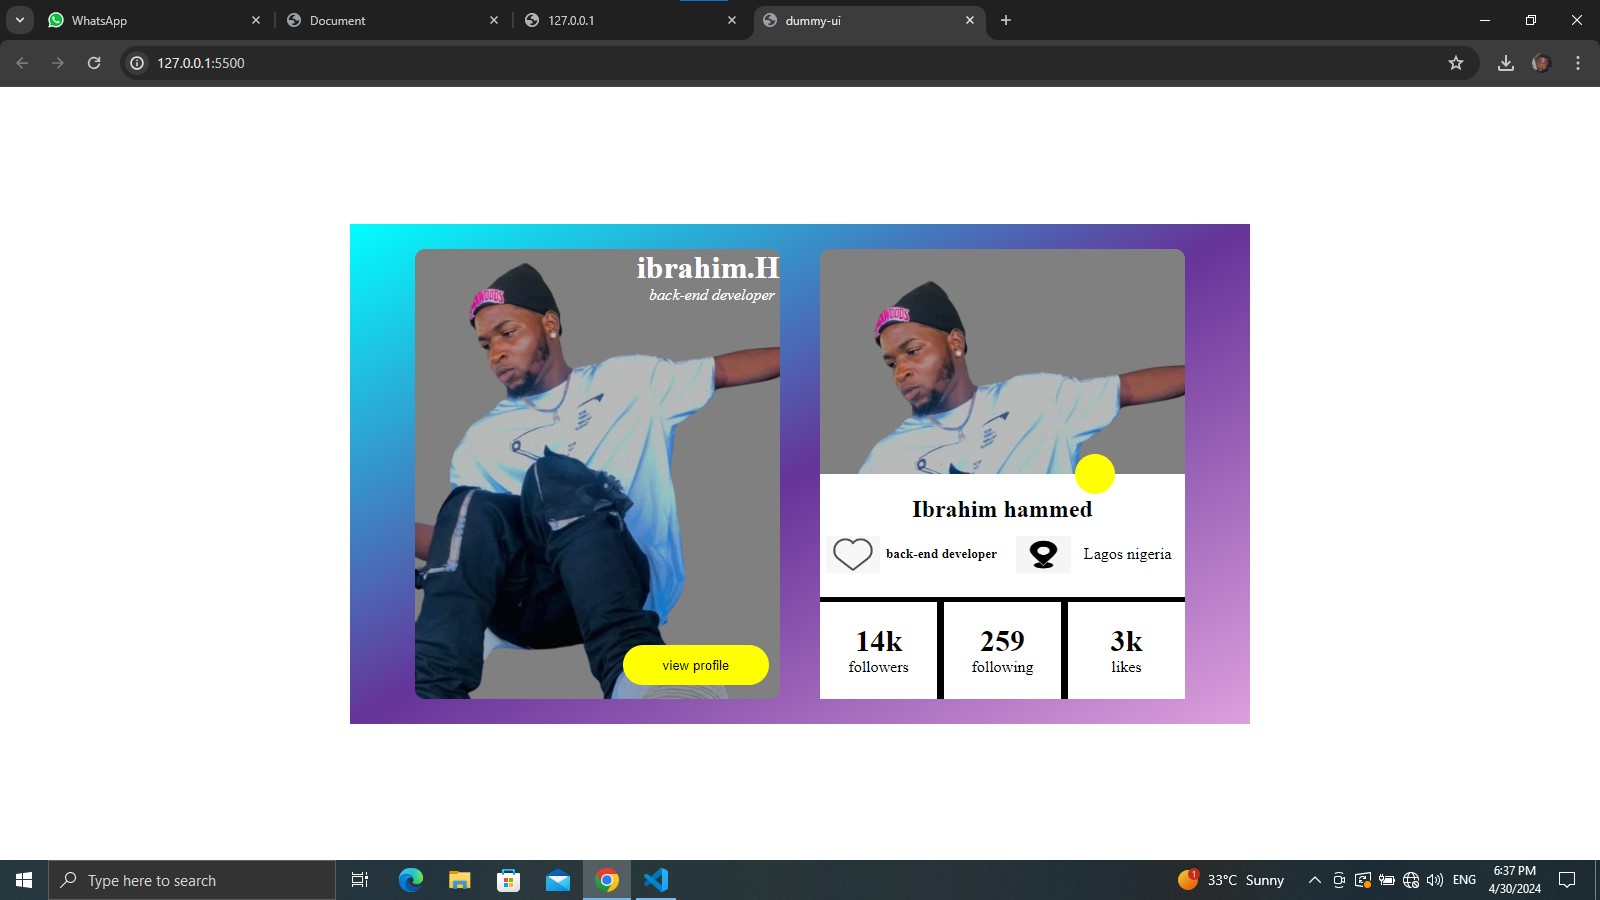 WhatsApp
Document
127.0.0.1
dummy-ui
127.0.0.1:5500
ibrahim.H
back-end developer
view profile
Ibrahim hammed
back-end developer
Lagos nigeria
14k
followers
259
following
3k
likes
Type here to search
1
33°C Sunny
ENG
6:37 PM
4/30/2024